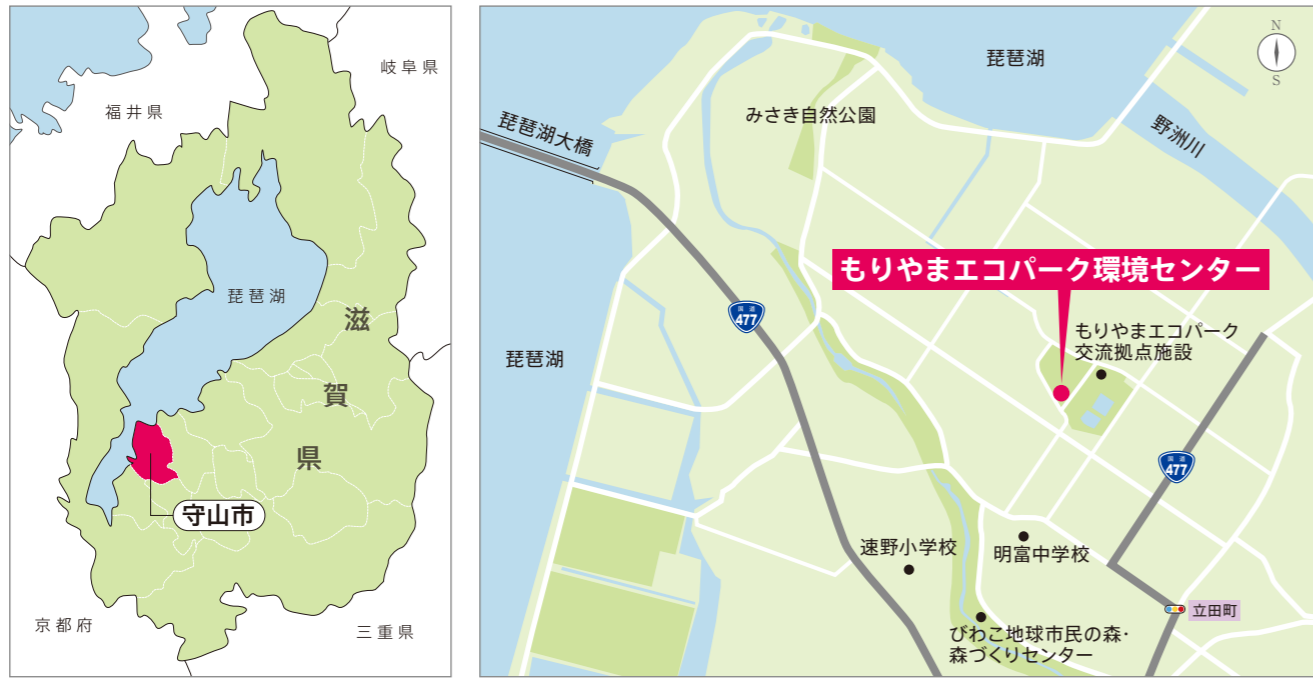 岐阜県
福井県
琵琶湖
滋
賀
県
守山市
京都府
三重県
N
S
琵琶湖
みさき自然公園
琵琶湖大橋
野洲川
もりやまエコパーク環境センター
国道
477
もりやまエコパーク
交流拠点施設
琵琶湖
国道
477
速野小学校
明富中学校
立田町
びわこ地球市民の森・
森づくりセンター